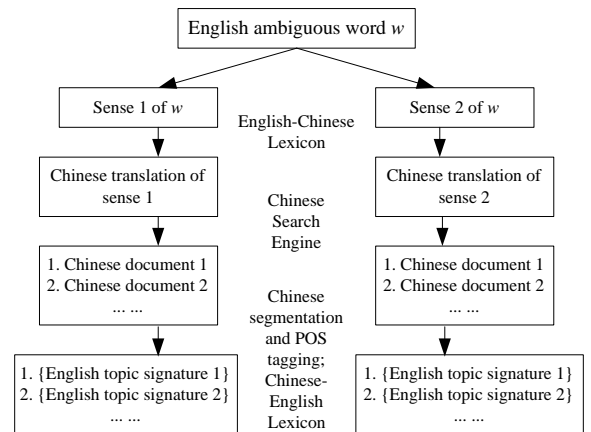 English ambiguous word w
Sense 1 of w
Sense 2 of w
English-Chinese
Lexicon
Chinese translation of
sense 1
Chinese translation of
sense 2
Chinese
Search
Engine
1. Chinese document 1
2. Chinese document 2
... ...
1. Chinese document 1
2. Chinese document 2
... ...
Chinese
segmentation
and POS
tagging;
Chinese-
English
Lexicon
1. {English topic signature 1}
2. {English topic signature 2}
... ...
1. {English topic signature 1}
2. {English topic signature 2}
... ...